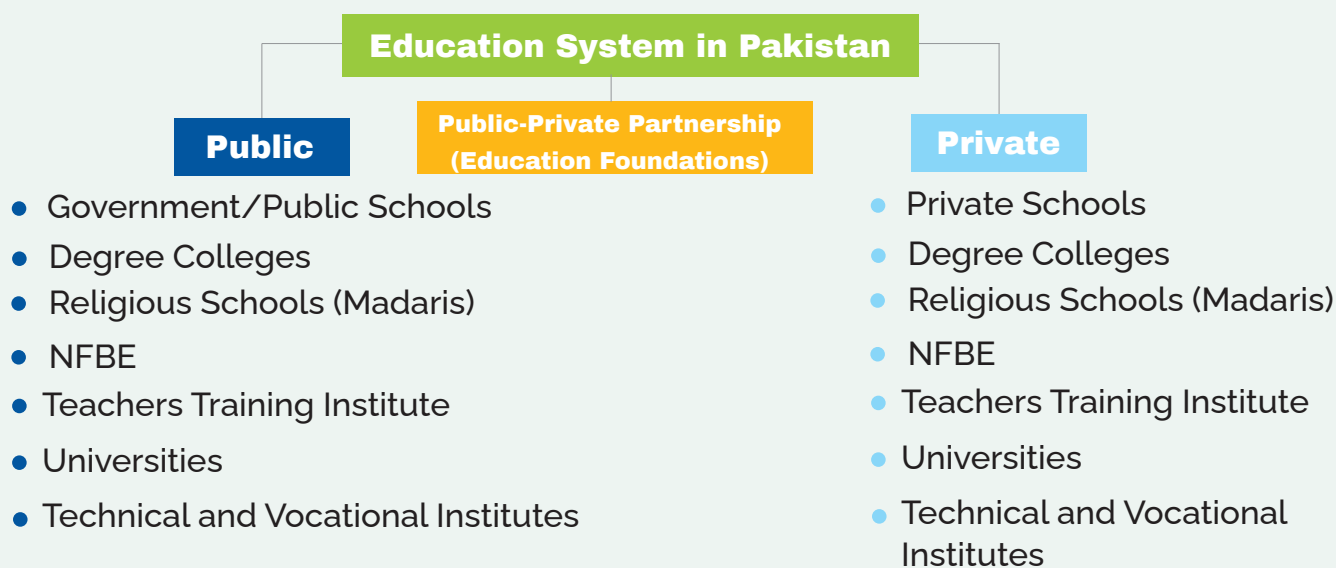 Education System in Pakistan
Public
Public-Private Partnership
(Education Foundations)
Private
Government/Public Schools
Degree Colleges
Religious Schools (Madaris)
NFBE
Teachers Training Institute
Universities
Technical and Vocational Institutes
Private Schools
Degree Colleges
Religious Schools (Madaris)
NFBE
Teachers Training Institute
Universities
Technical and Vocational
Institutes